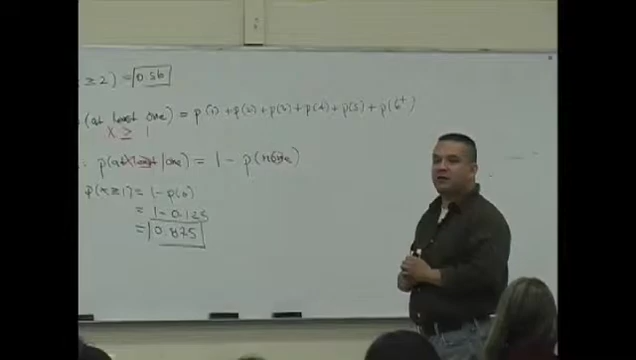 ≥2) = 0.56
p(at least one) = p(1) + p(2) + p(3) + p(4) + p(5) + p(6+)
x ≥ 1
p(at least one) = 1 - p(none)
p(x≥1) = 1 - p(0)
= 1 - 0.125
= 0.875